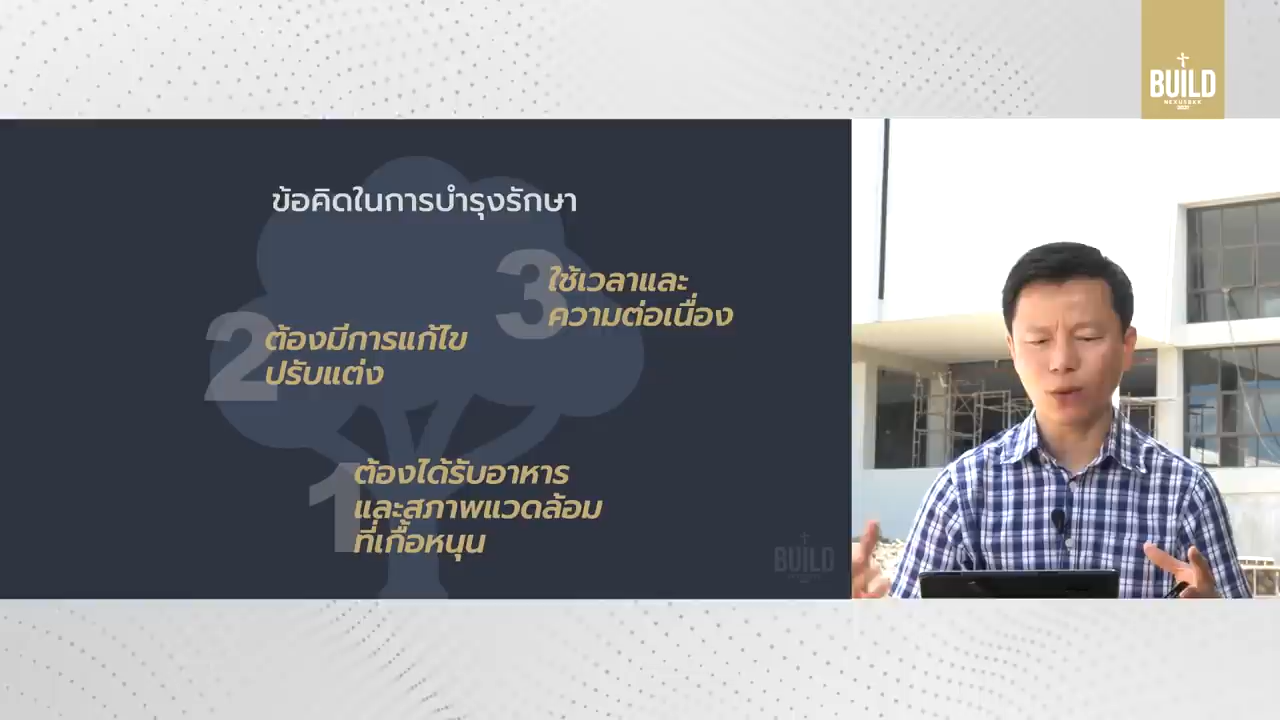 BUILD
NEXUSBKK
2021
ข้อคิดในการบำรุงรักษา
3
ใช้เวลาและ
ความต่อเนื่อง
2
ต้องมีการแก้ไข
ปรับแต่ง
1
ต้องได้รับอาหาร
และสภาพแวดล้อม
ที่เกื้อหนุน
BUILD